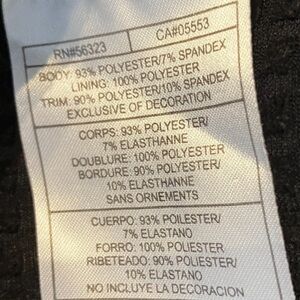 RN#56323 CA#05553
BODY: 93% POLYESTER/7% SPANDEX
LINING: 100% POLYESTER
TRIM: 90% POLYESTER/10% SPANDEX
EXCLUSIVE OF DECORATION
CORPS: 93% POLYESTER/
7% ELASTHANNE
DOUBLURE: 100% POLYESTER
BORDURE: 90% POLYESTER/
10% ELASTHANNE
SANS ORNEMENTS
CUERPO: 93% POILESTER/
7% ELASTANO
FORRO: 100% POLIESTER
RIBETEADO: 90% POLIESTER/
10% ELASTANO
NO INCLUYE LA DECORACION